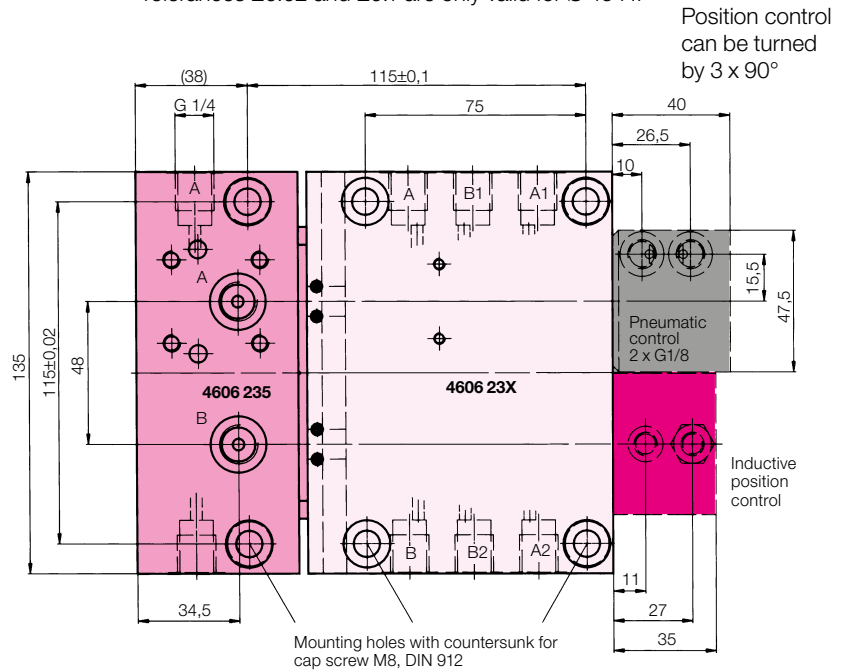 Position control
can be turned
by 3 x 90°
(38)
115±0,1
G 1/4
75
40
26,5
10
A
A
B1
A1
A
15,5
47,5
Pneumatic
control
2 x G1/8
135
115±0,02
48
4606 235
4606 23X
B
Inductive
position
control
B
B2
A2
11
34,5
27
35
Mounting holes with countersunk for
cap screw M8, DIN 912